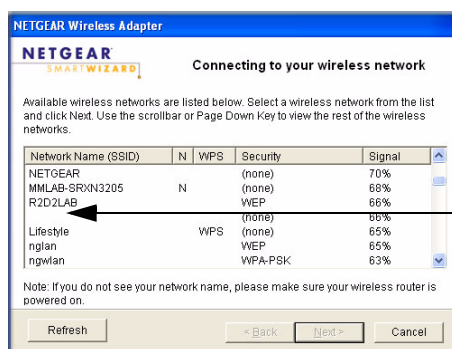 NETGEAR Wireless Adapter
NETGEAR
SMARTWIZARD
Connecting to your wireless network
Available wireless networks are listed below. Select a wireless network from the list
and click Next. Use the scrollbar or Page Down Key to view the rest of the wireless
networks.
Network Name (SSID) N WPS Security Signal
NETGEAR (none) 70%
MMLAB-SRXN3205 N (none) 68%
R2D2LAB WEP 66%
(none) 66%
Lifestyle WPS (none) 65%
nglan WEP 65%
ngwlan WPA-PSK 63%
Note: If you do not see your network name, please make sure your wireless router is
powered on.
Refresh < Back Next > Cancel